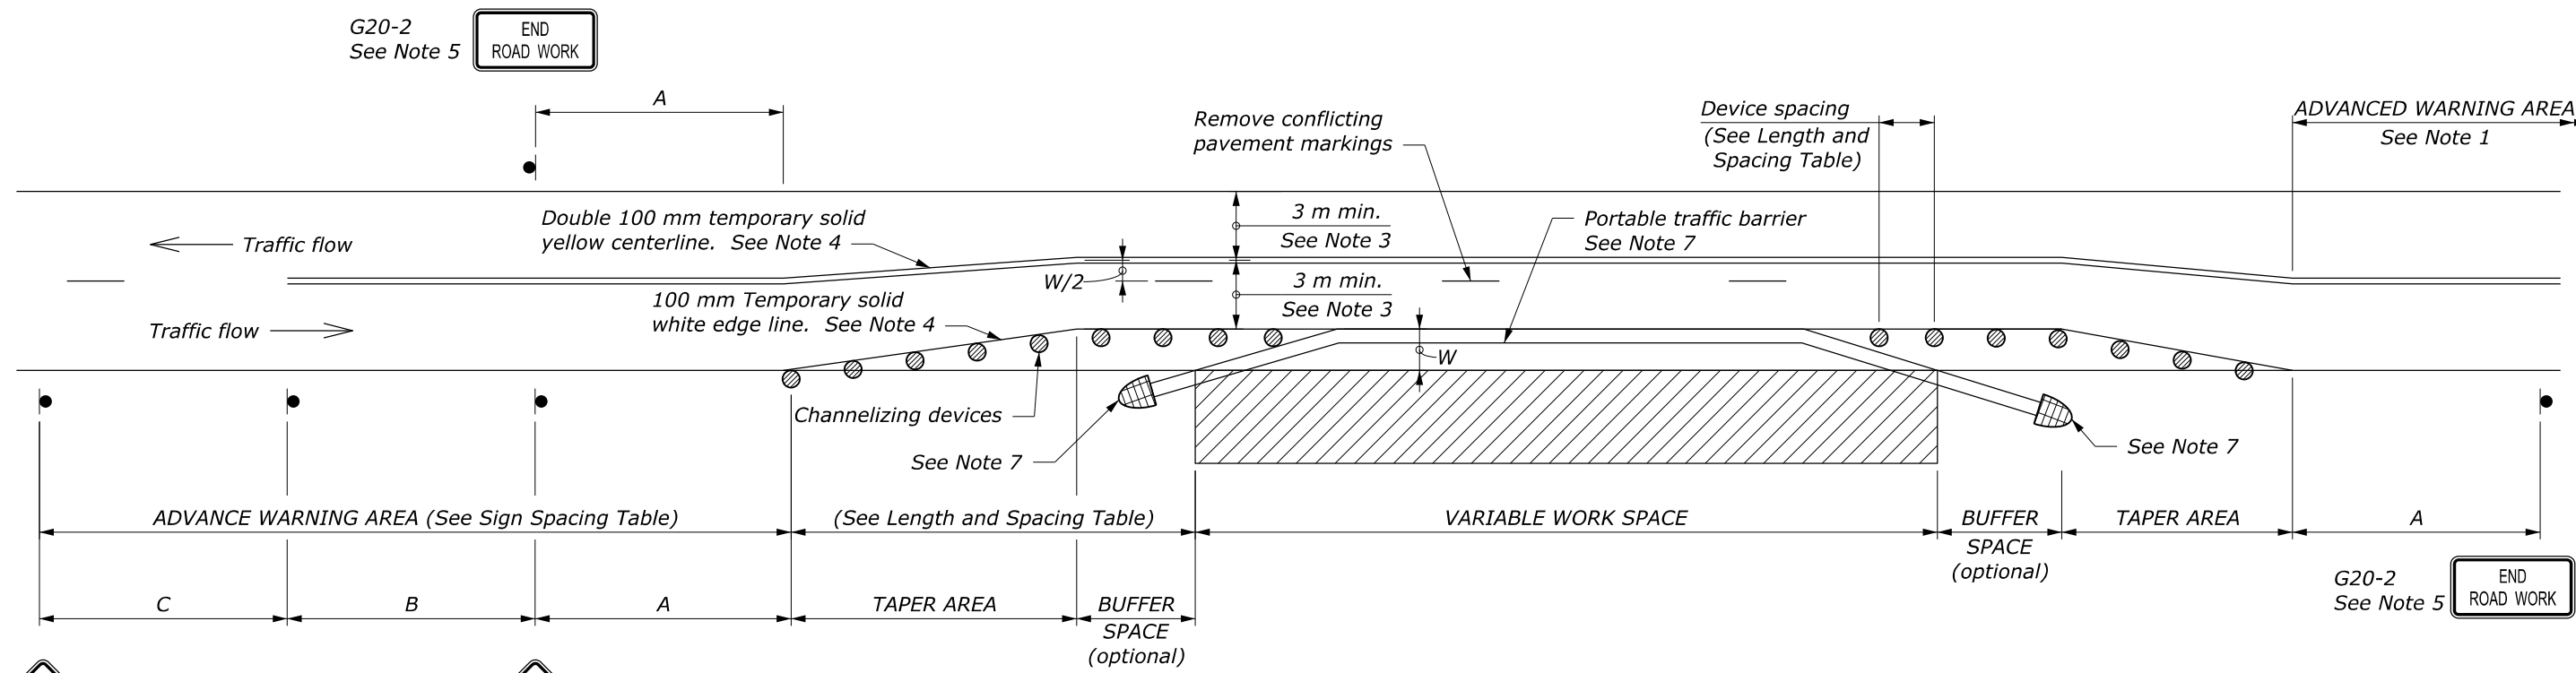 G20-2
See Note 5
END
ROAD WORK
A
Remove conflicting
pavement markings
Device spacing
(See Length and
Spacing Table)
ADVANCED WARNING AREA
See Note 1
Double 100 mm temporary solid
yellow centerline. See Note 4
3 m min.
See Note 3
Portable traffic barrier
See Note 7
Traffic flow
W/2
3 m min.
See Note 3
100 mm Temporary solid
white edge line. See Note 4
Traffic flow
W
Channelizing devices
See Note 7
See Note 7
ADVANCE WARNING AREA (See Sign Spacing Table)
(See Length and Spacing Table)
VARIABLE WORK SPACE
BUFFER
SPACE
(optional)
TAPER AREA
A
C
B
A
TAPER AREA
BUFFER
SPACE
(optional)
G20-2
See Note 5
END
ROAD WORK